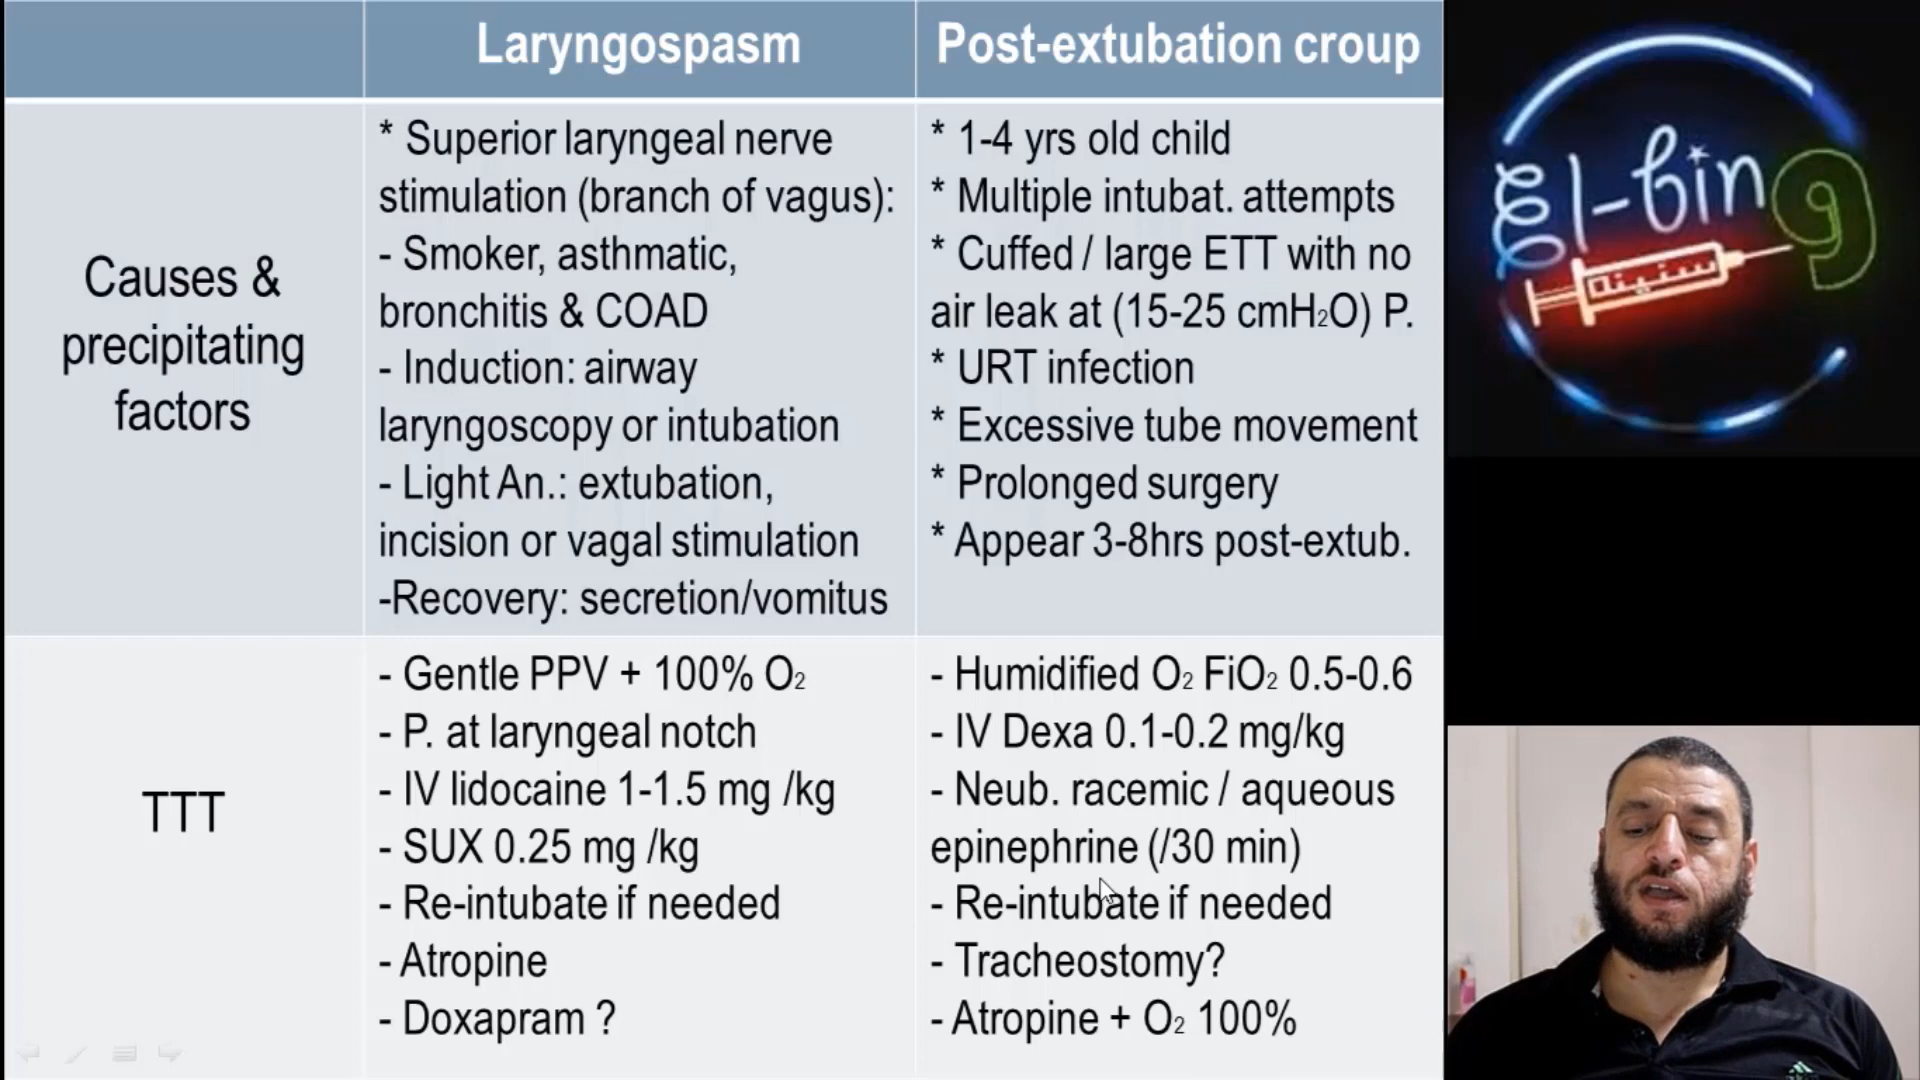 Laryngospasm
Post-extubation croup
Causes &
precipitating
factors
* Superior laryngeal nerve
stimulation (branch of vagus):
- Smoker, asthmatic,
bronchitis & COAD
- Induction: airway
laryngoscopy or intubation
- Light An.: extubation,
incision or vagal stimulation
-Recovery: secretion/vomitus
* 1-4 yrs old child
* Multiple intubat. attempts
* Cuffed / large ETT with no
air leak at (15-25 cmH₂O) P.
* URT infection
* Excessive tube movement
* Prolonged surgery
* Appear 3-8hrs post-extub.
TTT
- Gentle PPV + 100% O₂
- P. at laryngeal notch
- IV lidocaine 1-1.5 mg /kg
- SUX 0.25 mg /kg
- Re-intubate if needed
- Atropine
- Doxapram ?
- Humidified O₂ FiO₂ 0.5-0.6
- IV Dexa 0.1-0.2 mg/kg
- Neub. racemic / aqueous
epinephrine (/30 min)
- Re-intubate if needed
- Tracheostomy?
- Atropine + O₂ 100%
El-bing